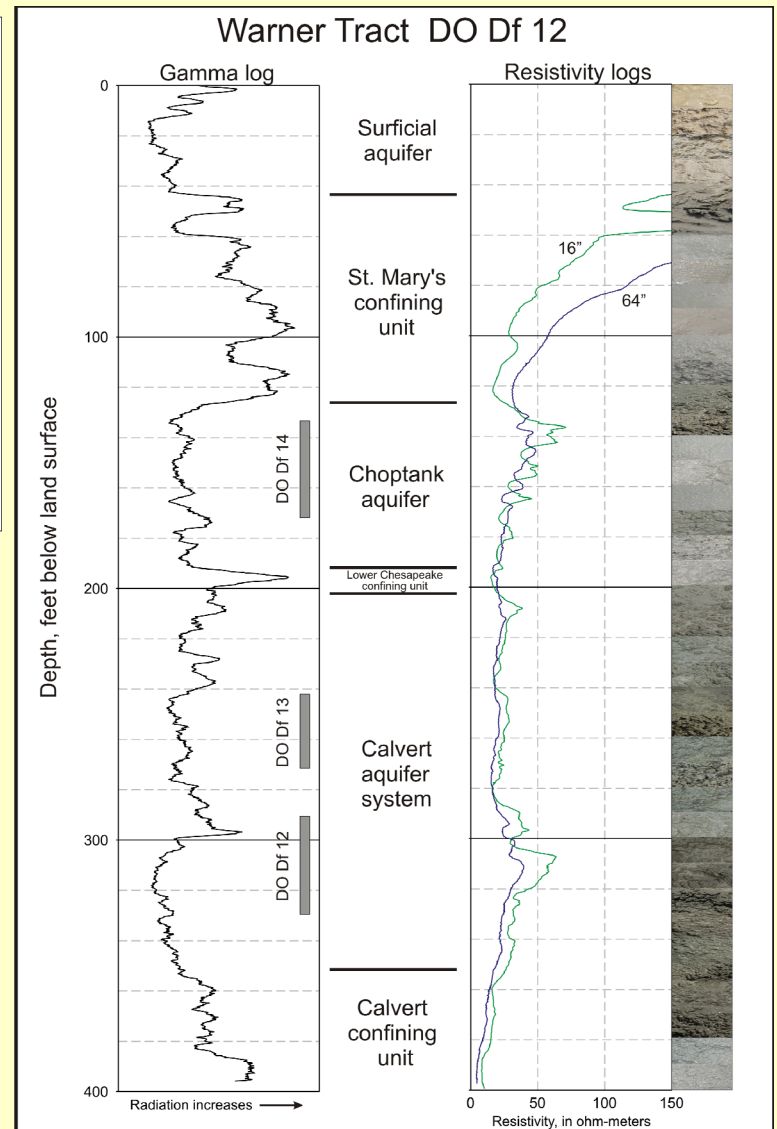 Warner Tract DO Df 12
Gamma log
Resistivity logs
Depth, feet below land surface
0
100
200
300
400
Surficial
aquifer
St. Mary's
confining
unit
Choptank
aquifer
Lower Chesapeake
confining unit
Calvert
aquifer
system
Calvert
confining
unit
DO Df 14
DO Df 13
DO Df 12
16”
64”
Radiation increases
0 50 100 150
Resistivity, in ohm-meters